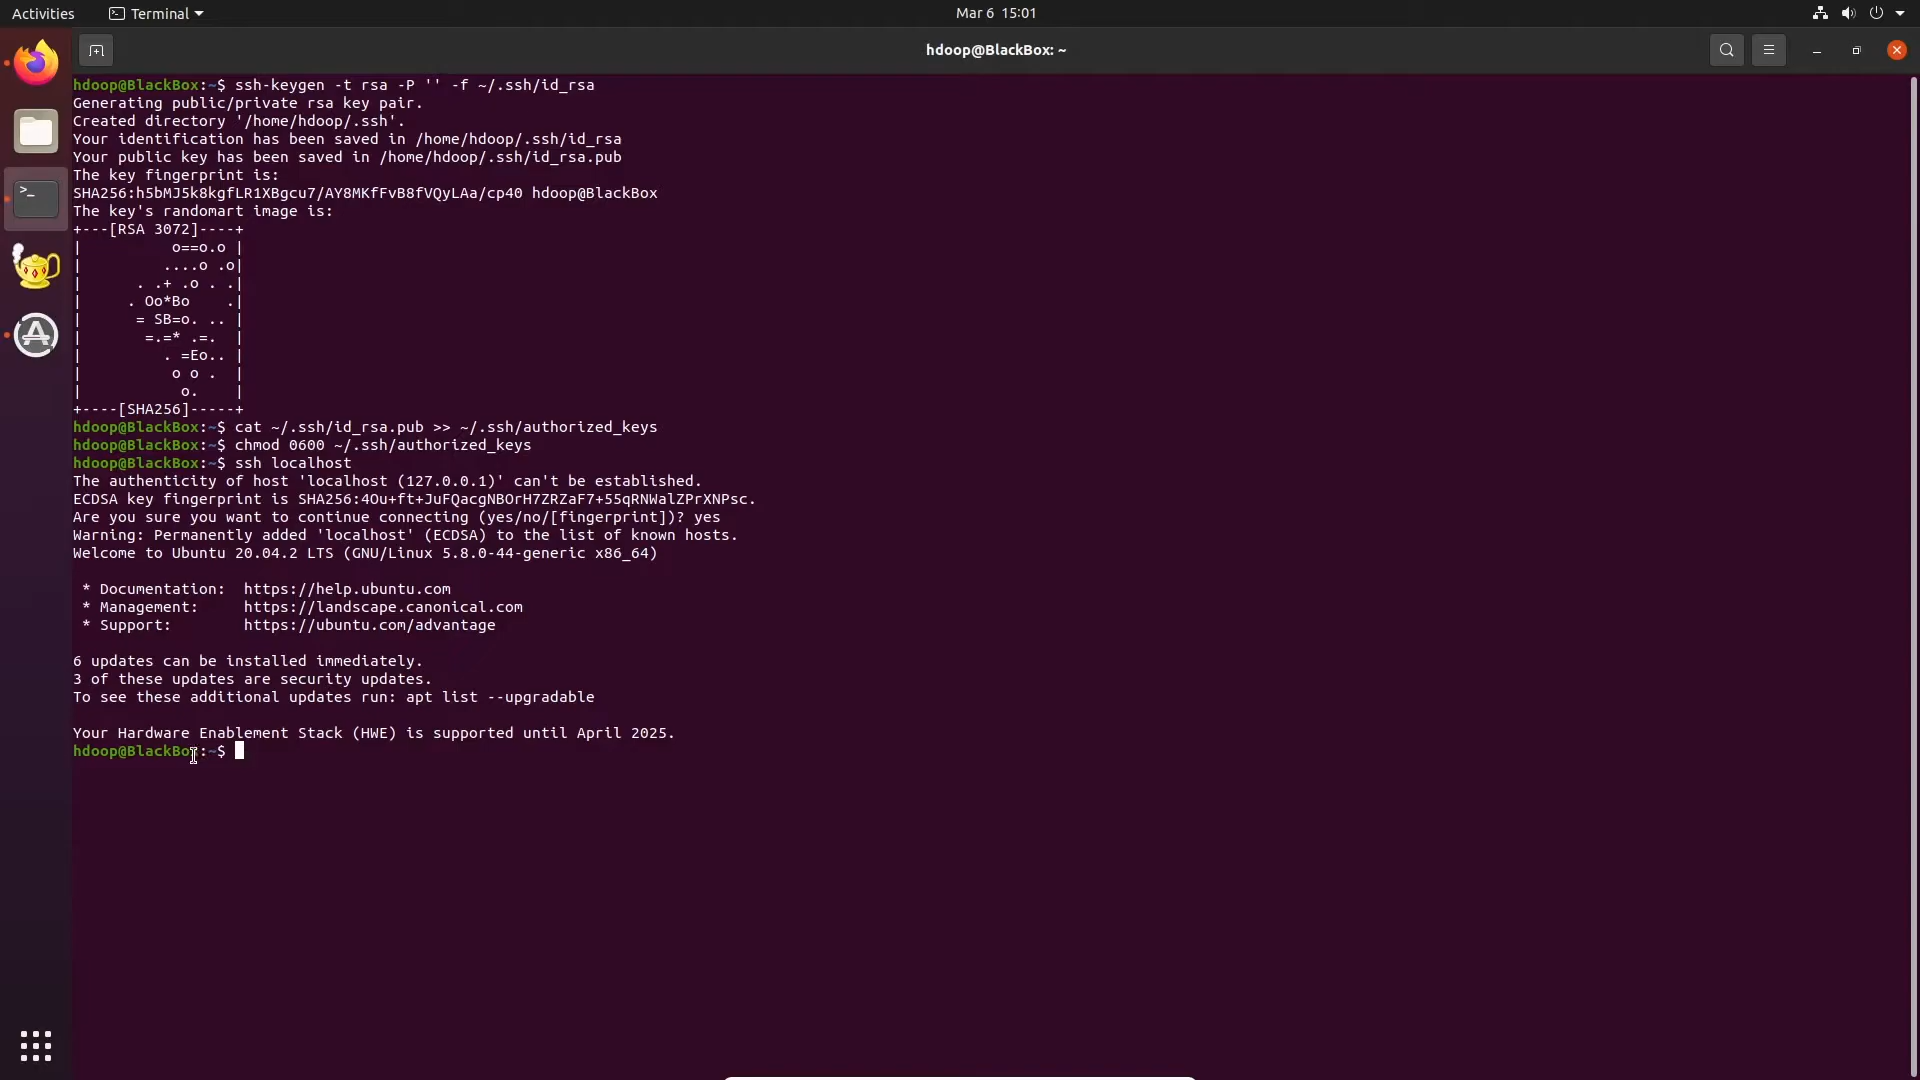 Activities
Terminal
Mar 6 15:01
hdoop@BlackBox: ~
hdoop@BlackBox:~$ ssh-keygen -t rsa -P '' -f ~/.ssh/id_rsa
Generating public/private rsa key pair.
Created directory '/home/hdoop/.ssh'.
Your identification has been saved in /home/hdoop/.ssh/id_rsa
Your public key has been saved in /home/hdoop/.ssh/id_rsa.pub
The key fingerprint is:
SHA256:h5bMJ5k8kgfLR1XBgcu7/AY8MKfFvB8fVQyLAa/cp40 hdoop@BlackBox
The key's randomart image is:
+---[RSA 3072]----+
|          o==o.o |
|         ....o .o|
|      . .+ .o . .|
|     . Oo*Bo    .|
|      = SB=o. .. |
|       =.=* .=.  |
|         . =Eo.. |
|          o o .  |
|           o.    |
+----[SHA256]-----+
hdoop@BlackBox:~$ cat ~/.ssh/id_rsa.pub >> ~/.ssh/authorized_keys
hdoop@BlackBox:~$ chmod 0600 ~/.ssh/authorized_keys
hdoop@BlackBox:~$ ssh localhost
The authenticity of host 'localhost (127.0.0.1)' can't be established.
ECDSA key fingerprint is SHA256:4Ou+ft+JuFQacgNBOrH7ZRZaF7+55qRNWalZPrXNPsc.
Are you sure you want to continue connecting (yes/no/[fingerprint])? yes
Warning: Permanently added 'localhost' (ECDSA) to the list of known hosts.
Welcome to Ubuntu 20.04.2 LTS (GNU/Linux 5.8.0-44-generic x86_64)
* Documentation:  https://help.ubuntu.com
* Management:     https://landscape.canonical.com
* Support:        https://ubuntu.com/advantage
6 updates can be installed immediately.
3 of these updates are security updates.
To see these additional updates run: apt list --upgradable
Your Hardware Enablement Stack (HWE) is supported until April 2025.
hdoop@BlackBox:~$